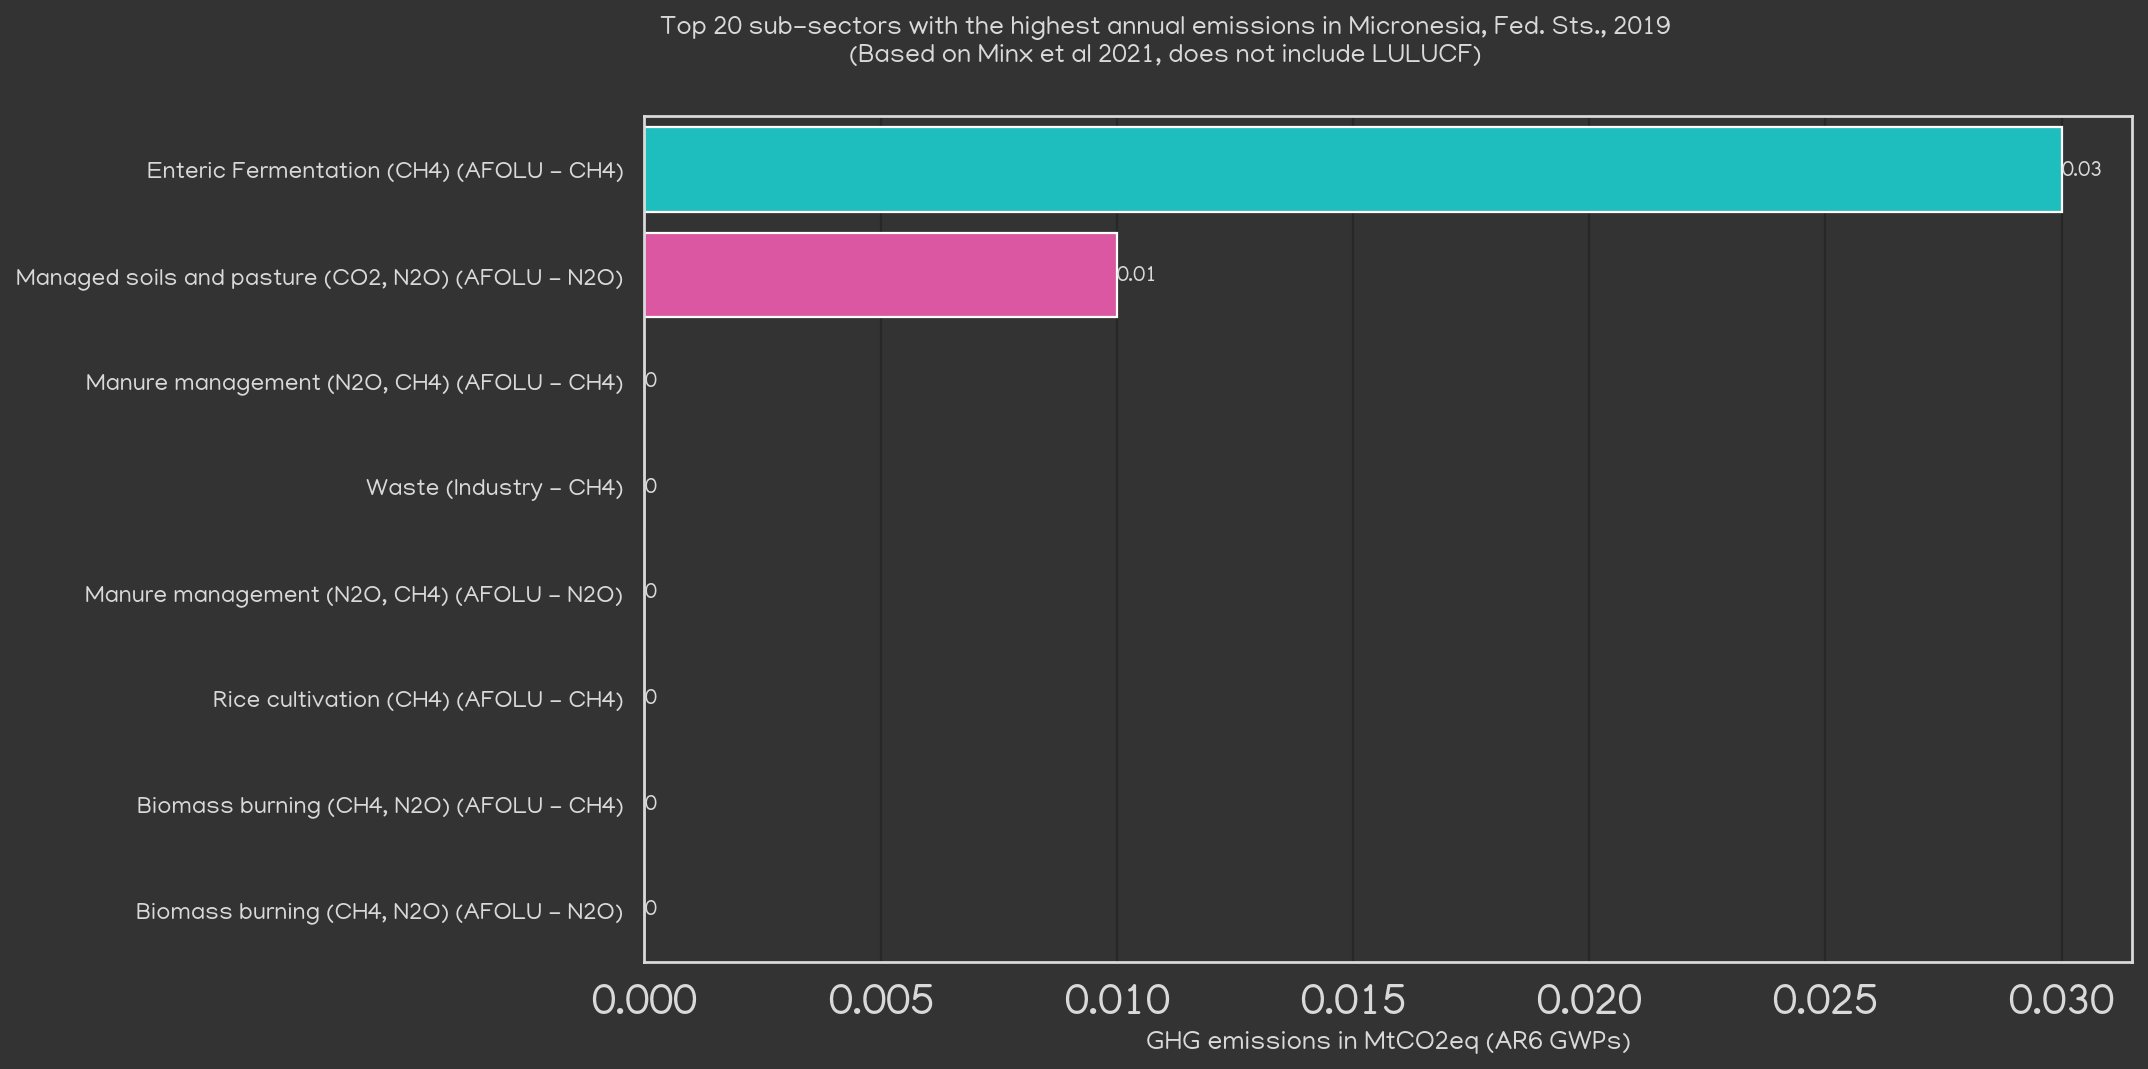 Top 20 sub-sectors with the highest annual emissions in Micronesia, Fed. Sts., 2019
(Based on Minx et al 2021, does not include LULUCF)
Enteric Fermentation (CH4) (AFOLU - CH4)
0.03
Managed soils and pasture (CO2, N2O) (AFOLU - N2O)
0.01
Manure management (N2O, CH4) (AFOLU - CH4)
0
Waste (Industry - CH4)
0
Manure management (N2O, CH4) (AFOLU - N2O)
0
Rice cultivation (CH4) (AFOLU - CH4)
0
Biomass burning (CH4, N2O) (AFOLU - CH4)
0
Biomass burning (CH4, N2O) (AFOLU - N2O)
0
0.000 0.005 0.010 0.015 0.020 0.025 0.030
GHG emissions in MtCO2eq (AR6 GWPs)